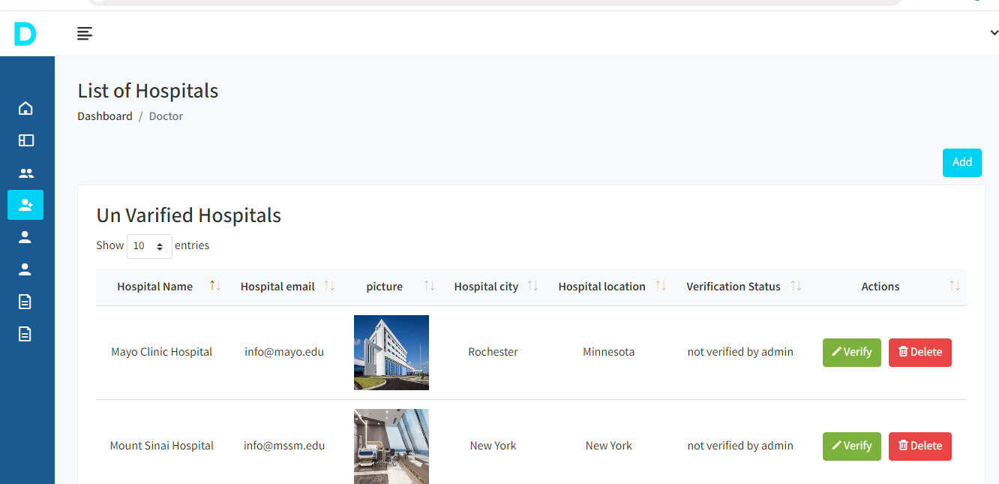 D
List of Hospitals
Dashboard / Doctor
Add
Un Varified Hospitals
Show 10 entries
Hospital Name Hospital email picture Hospital city Hospital location Verification Status Actions
Mayo Clinic Hospital info@mayo.edu Rochester Minnesota not verified by admin Verify Delete
Mount Sinai Hospital info@mssm.edu New York New York not verified by admin Verify Delete